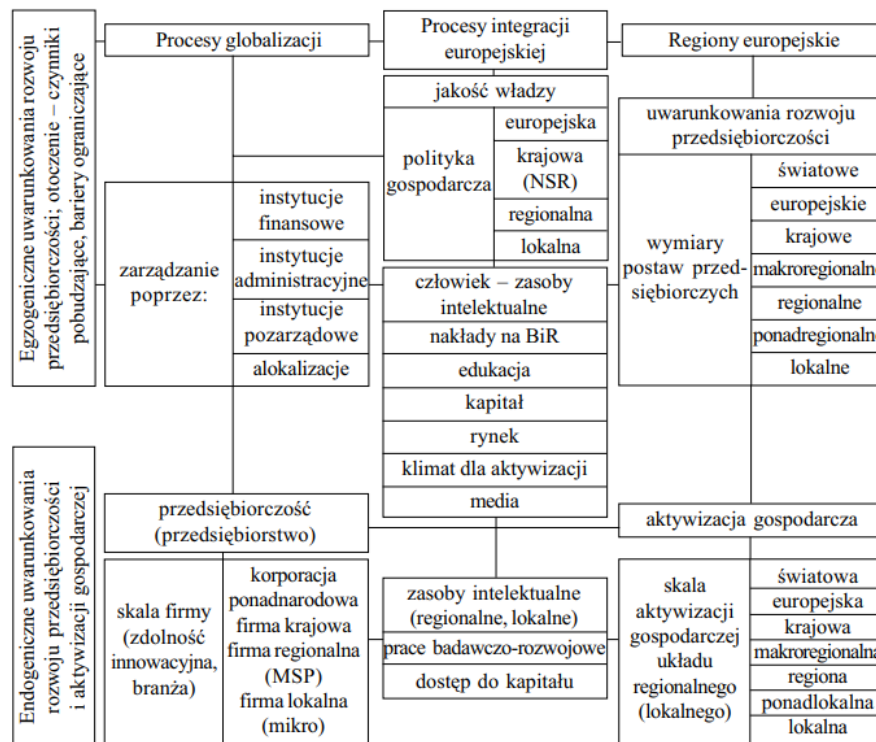 Egzogeniczne uwarunkowania rozwoju
przedsiębiorczości; otoczenie – czynniki
pobudzające, bariery ograniczające
Procesy globalizacji
Procesy integracji
europejskiej
Regiony europejskie
jakość władzy
polityka
gospodarcza
europejska
krajowa
(NSR)
regionalna
lokalna
uwarunkowania rozwoju
przedsiębiorczości
wymiary
postaw przed-
siębiorczych
światowe
europejskie
krajowe
makroregionalne
regionalne
ponadregionalne
lokalne
zarządzanie
poprzez:
instytucje
finansowe
instytucje
administracyjne
instytucje
pozarządowe
alokalizacje
człowiek – zasoby
intelektualne
nakłady na BiR
edukacja
kapitał
rynek
klimat dla aktywizacji
media
Endogeniczne uwarunkowania
rozwoju przedsiębiorczości
i aktywizacji gospodarczej
przedsiębiorczość
(przedsiębiorstwo)
aktywizacja gospodarcza
skala firmy
(zdolność
innowacyjna,
branża)
korporacja
ponadnarodowa
firma krajowa
firma regionalna
(MSP)
firma lokalna
(mikro)
zasoby intelektualne
(regionalne, lokalne)
prace badawczo-rozwojowe
dostęp do kapitału
skala
aktywizacji
gospodarczej
układu
regionalnego
(lokalnego)
światowa
europejska
krajowa
makroregionalna
regiona
ponadlokalna
lokalna